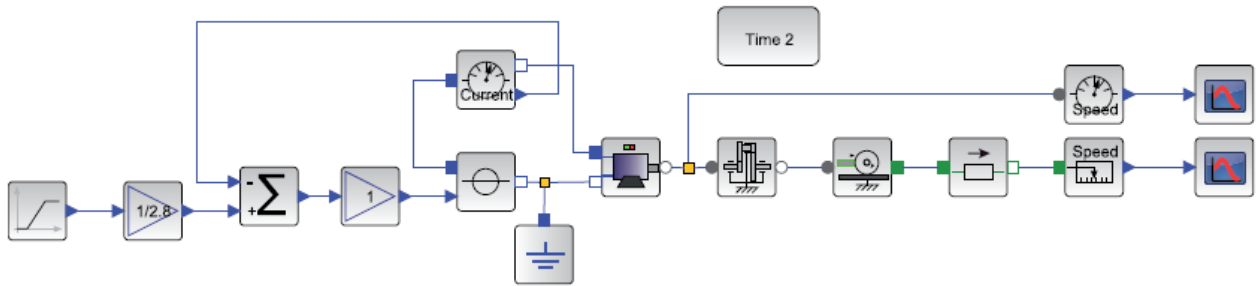 Time 2
Current
Speed
Speed
-
+
Σ
1/2.8
1